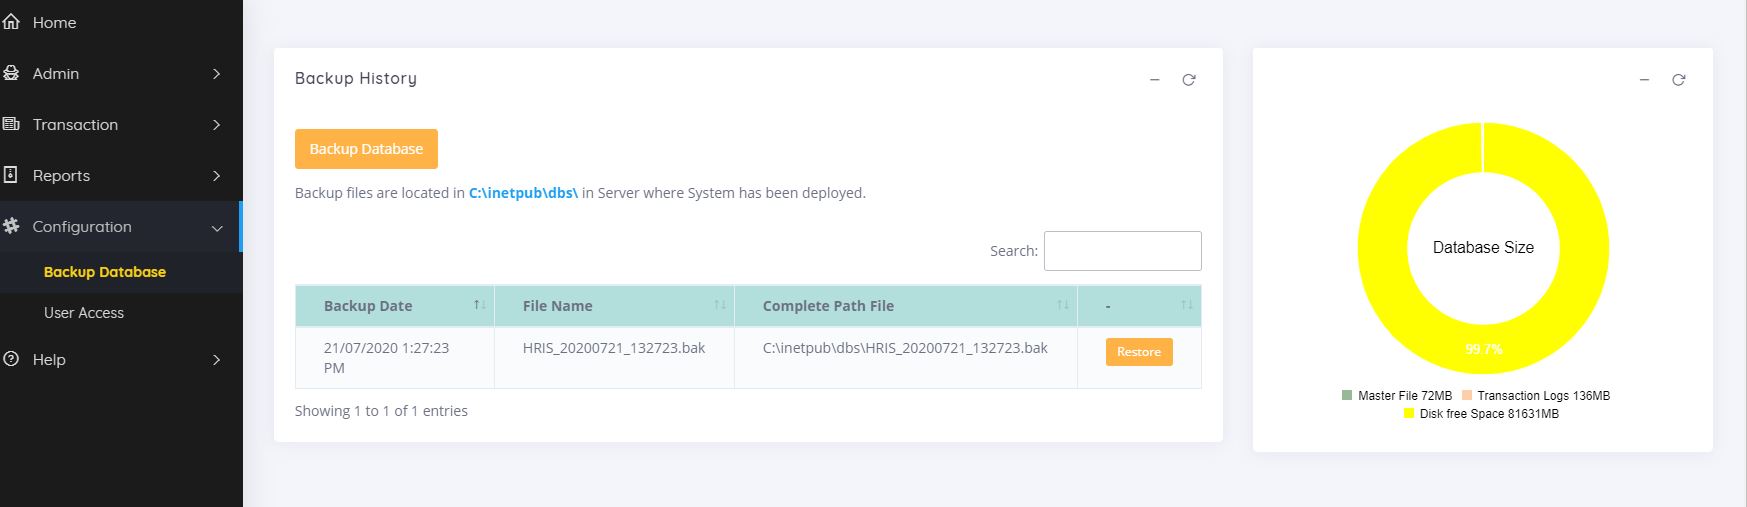 Home
Admin
Transaction
Reports
Configuration
Backup Database
User Access
Help
Backup History
Backup Database
Backup files are located in C:\inetpub\dbs\ in Server where System has been deployed.
Search:
Backup Date File Name Complete Path File -
21/07/2020 1:27:23 HRIS_20200721_132723.bak C:\inetpub\dbs\HRIS_20200721_132723.bak Restore
PM
Showing 1 to 1 of 1 entries
Database Size
99.7%
Master File 72MB Transaction Logs 136MB
Disk free Space 81631MB